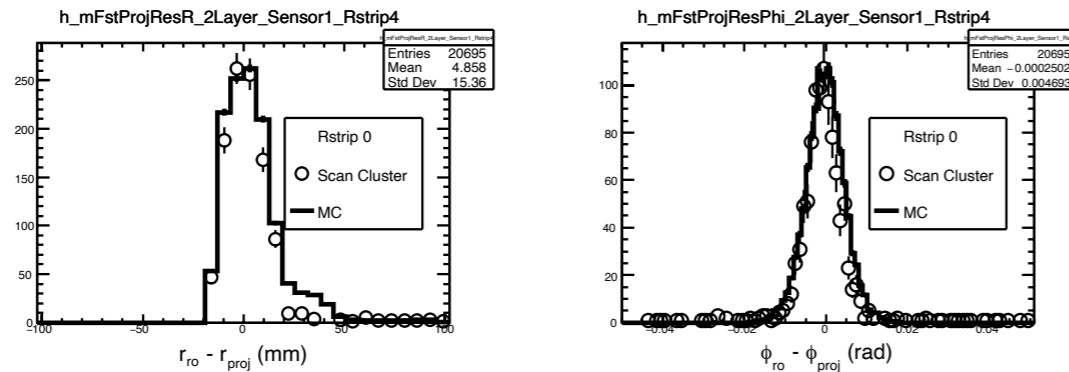 h_mFstProjResR_2Layer_Sensor1_Rstrip4
h_mFstProjResR_2Layer_Sensor1_Rstrip4
Entries 20695
Mean 4.858
Std Dev 15.36
250
200
150
100
50
0
Rstrip 0
Scan Cluster
MC
−100 −50 0 50 100
r_ro - r_proj (mm)
h_mFstProjResPhi_2Layer_Sensor1_Rstrip4
h_mFstProjResPhi_2Layer_Sensor1_Rstrip4
Entries 20695
Mean −0.0002502
Std Dev 0.004693
100
80
60
40
20
0
Rstrip 0
Scan Cluster
MC
−0.04 −0.02 0 0.02 0.04
ϕ_ro - ϕ_proj (rad)